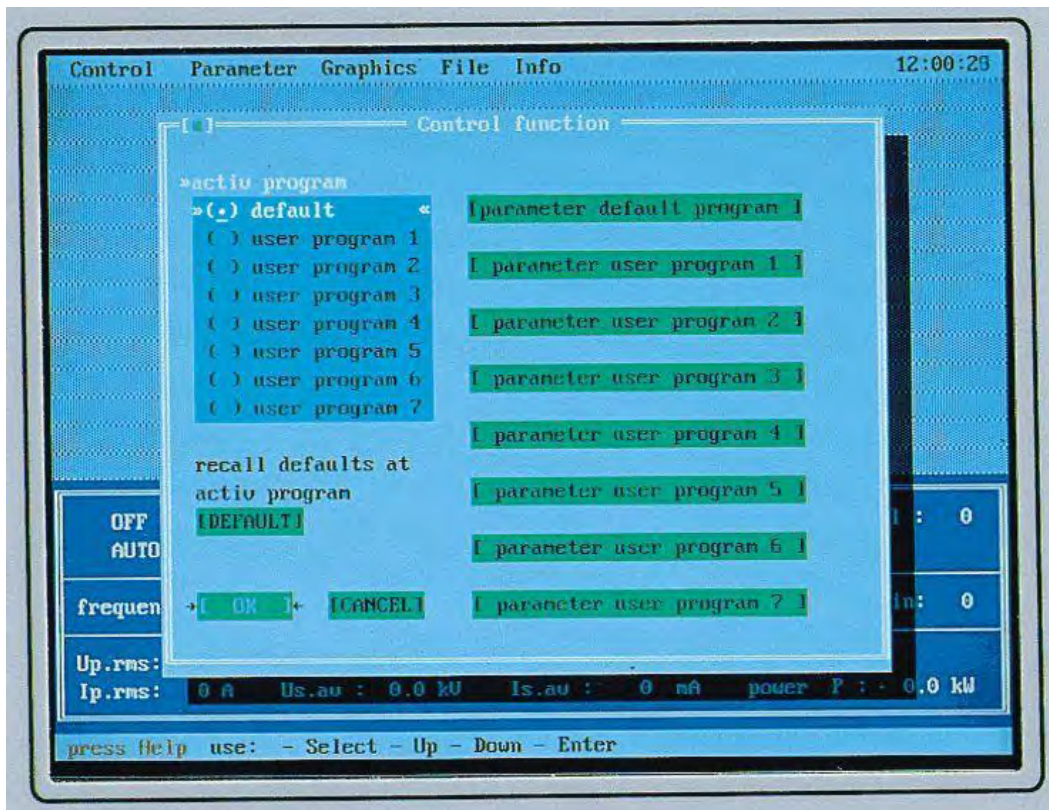 Control Parameter Graphics File Info 12:00:28
[■] Control function
»activ program
»(•) default «
( ) user program 1
( ) user program 2
( ) user program 3
( ) user program 4
( ) user program 5
( ) user program 6
( ) user program 7
recall defaults at
activ program
[DEFAULT]
→[ OK ]← [CANCEL]
[parameter default program ]
[ parameter user program 1 ]
[ parameter user program 2 ]
[ parameter user program 3 ]
[ parameter user program 4 ]
[ parameter user program 5 ]
[ parameter user program 6 ]
[ parameter user program 7 ]
OFF : 0
AUTO
frequen in: 0
Up.rms:
Ip.rms: 0 A Us.av : 0.0 kV Is.av : 0 mA power P : - 0.0 kW
press Help use: - Select - Up - Down - Enter